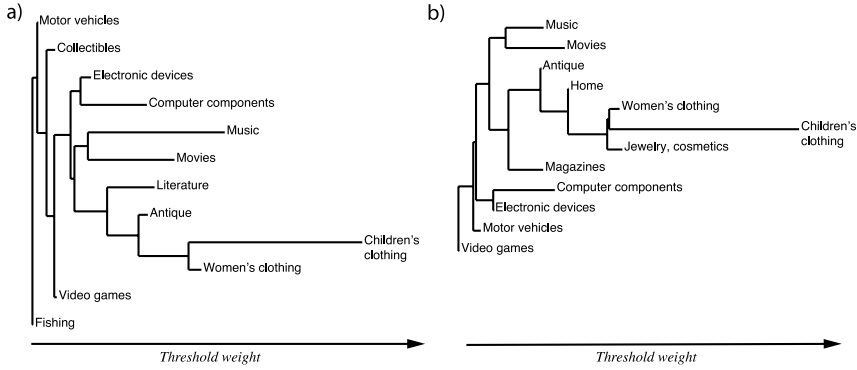 a)
Motor vehicles
Collectibles
Electronic devices
Computer components
Music
Movies
Literature
Antique
Children's
clothing
Women's clothing
Video games
Fishing
Threshold weight
b)
Music
Movies
Antique
Home
Women's clothing
Children's
clothing
Jewelry, cosmetics
Magazines
Computer components
Electronic devices
Motor vehicles
Video games
Threshold weight